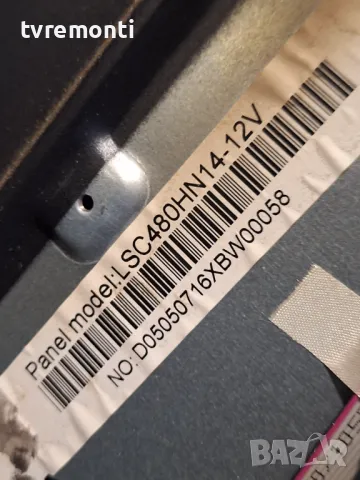 tvremonti
Panel model:LSC480HN14-12V
NO: D05050716XBW00058
BAZAR